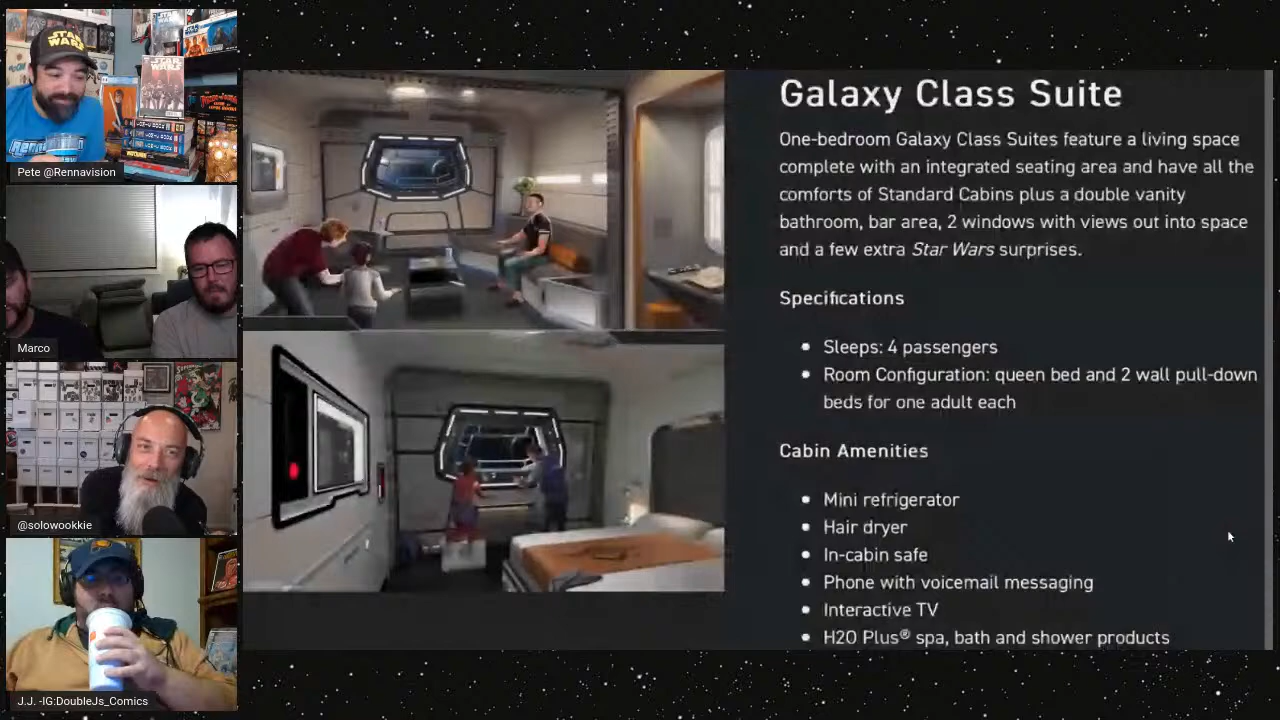 STAR
WARS
STAR
WARS
Pete @Rennavision
Marco
@solowookkie
J.J. -IG:DoubleJs_Comics
Galaxy Class Suite
One-bedroom Galaxy Class Suites feature a living space
complete with an integrated seating area and have all the
comforts of Standard Cabins plus a double vanity
bathroom, bar area, 2 windows with views out into space
and a few extra Star Wars surprises.
Specifications
Sleeps: 4 passengers
Room Configuration: queen bed and 2 wall pull-down
beds for one adult each
Cabin Amenities
Mini refrigerator
Hair dryer
In-cabin safe
Phone with voicemail messaging
Interactive TV
H2O Plus® spa, bath and shower products